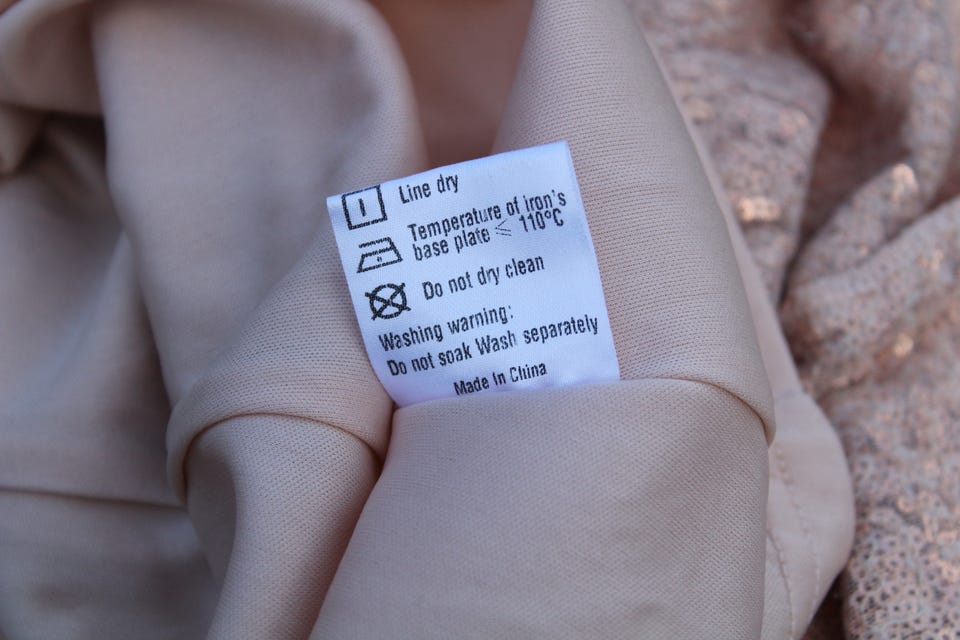 Line dry
Temperature of iron's
base plate ≤ 110°C
Do not dry clean
Washing warning:
Do not soak Wash separately
Made In China